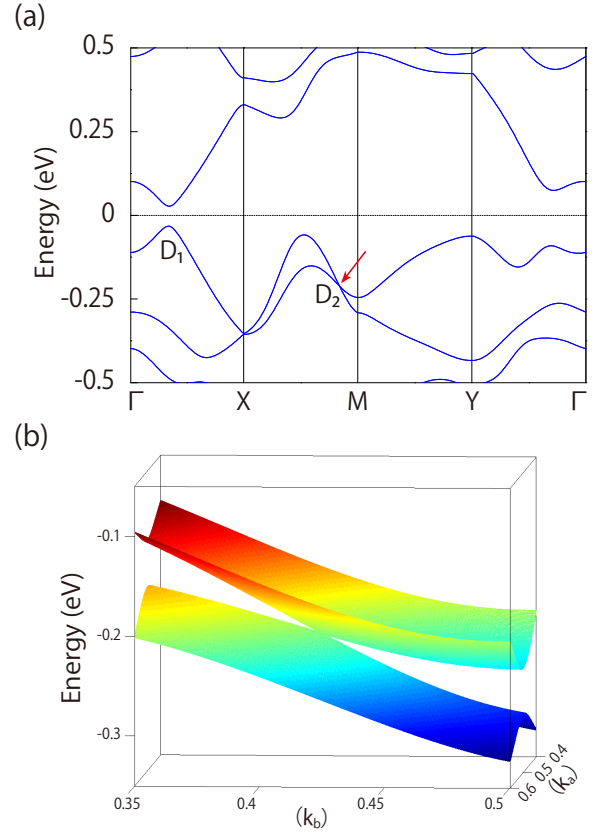 (a)
0.5
0.25
0
-0.25
-0.5
Energy (eV)
D1
D2
Γ X M Y Γ
(b)
-0.1
-0.2
-0.3
Energy (eV)
0.35 0.4 0.45 0.5
(kb)
0.6 0.5 0.4
(ka)